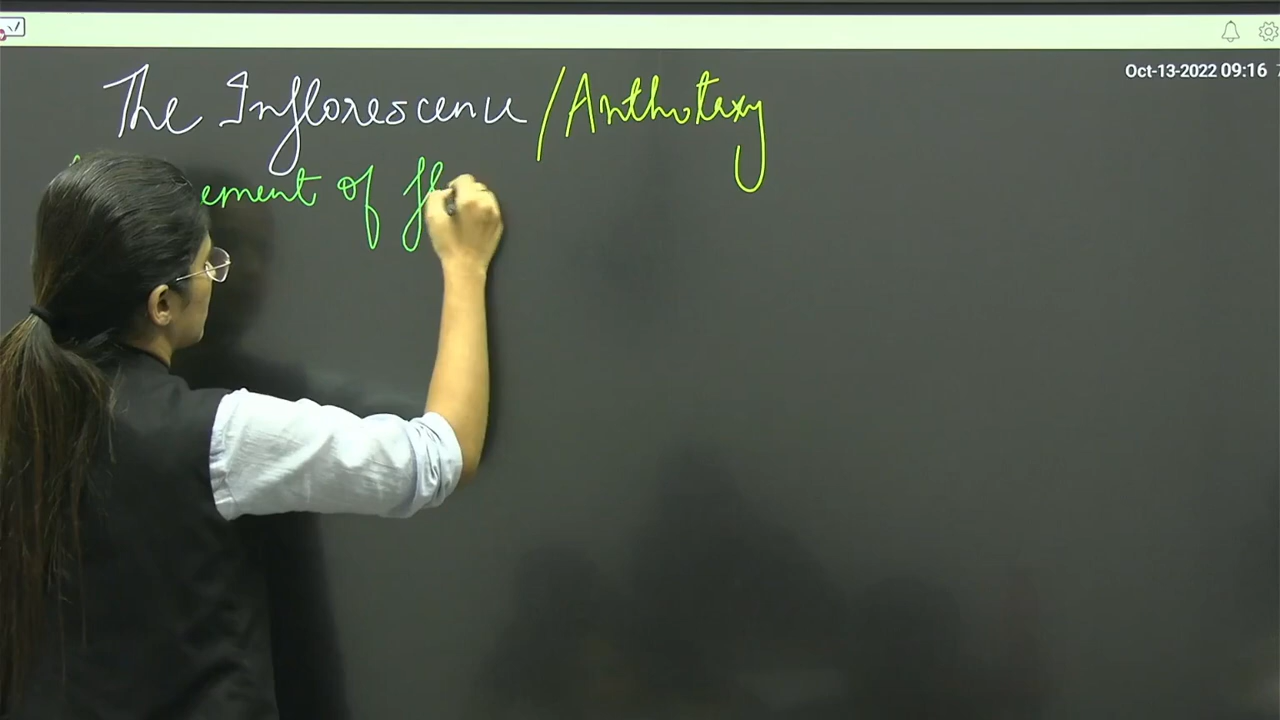 Oct-13-2022 09:16
The Inflorescence / Anthotaxy
ement of fl